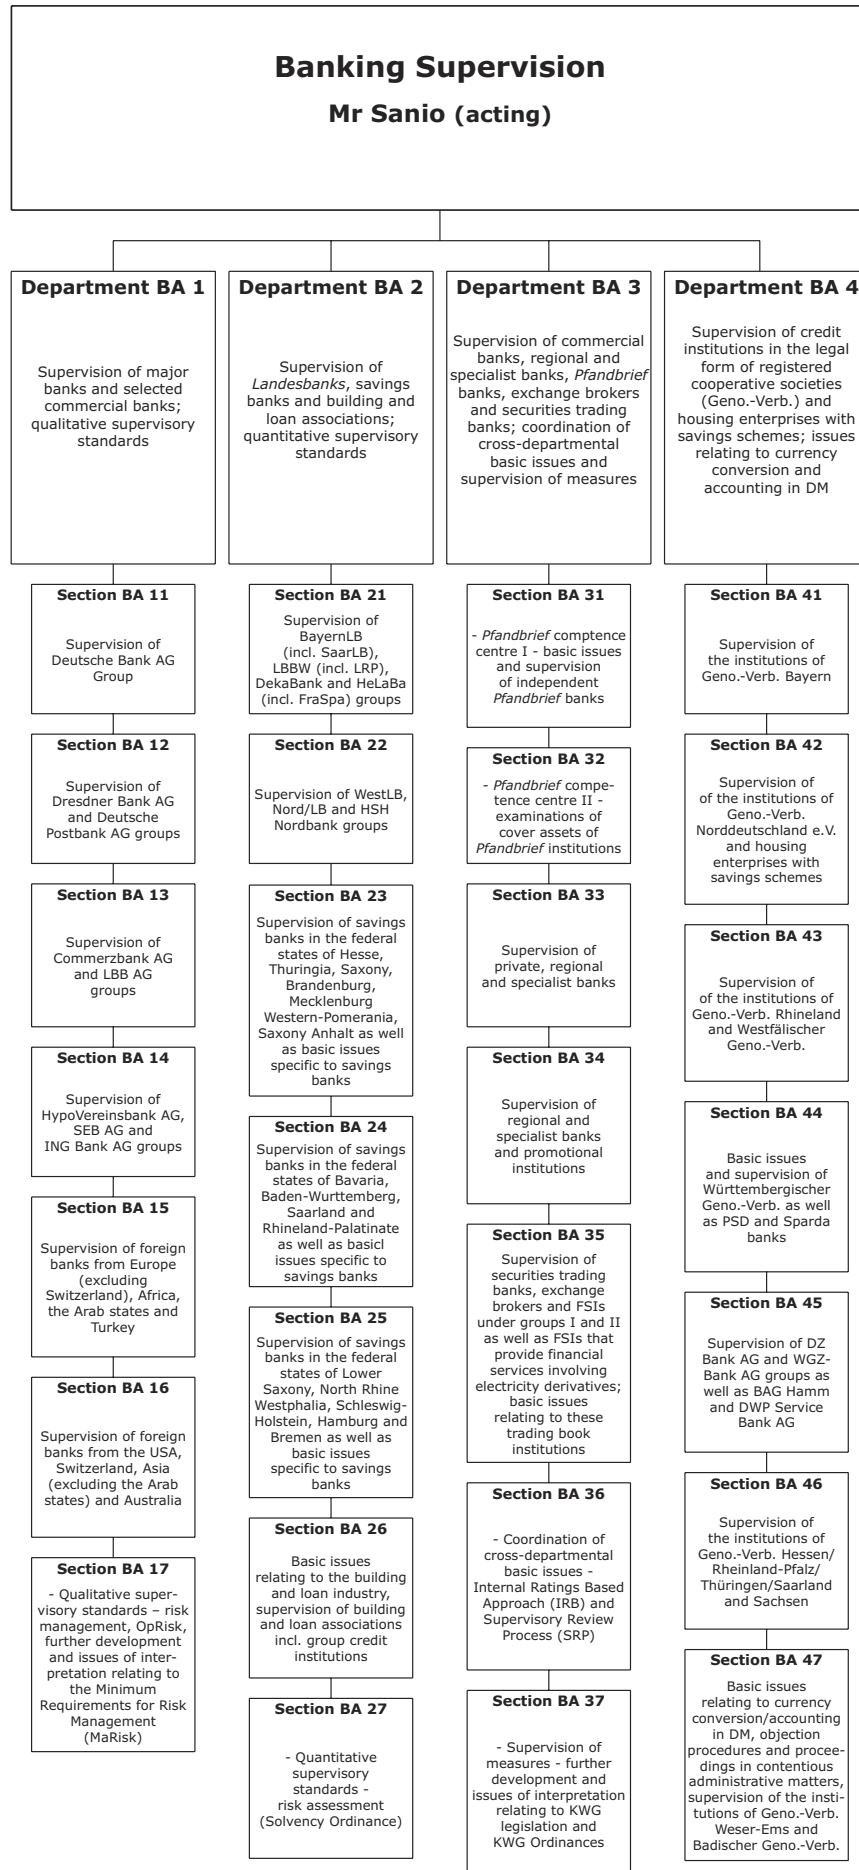 Banking Supervision
Mr Sanio (acting)
Department BA 1
Supervision of major
banks and selected
commercial banks;
qualitative supervisory
standards
Section BA 11
Supervision of
Deutsche Bank AG
Group
Section BA 12
Supervision of
Dresdner Bank AG
and Deutsche
Postbank AG groups
Section BA 13
Supervision of
Commerzbank AG
and LBB AG
groups
Section BA 14
Supervision of
HypoVereinsbank AG,
SEB AG and
ING Bank AG groups
Section BA 15
Supervision of foreign
banks from Europe
(excluding
Switzerland), Africa,
the Arab states and
Turkey
Section BA 16
Supervision of foreign
banks from the USA,
Switzerland, Asia
(excluding the Arab
states) and Australia
Section BA 17
- Qualitative super-
visory standards – risk
management, OpRisk,
further development
and issues of inter-
pretation relating to
the Minimum
Requirements for Risk
Management
(MaRisk)
Department BA 2
Supervision of
Landesbanks, savings
banks and building and
loan associations;
quantitative supervisory
standards
Section BA 21
Supervision of
BayernLB
(incl. SaarLB),
LBBW (incl. LRP),
DekaBank and HeLaBa
(incl. FraSpa) groups
Section BA 22
Supervision of WestLB,
Nord/LB and HSH
Nordbank groups
Section BA 23
Supervision of savings
banks in the federal
states of Hesse,
Thuringia, Saxony,
Brandenburg,
Mecklenburg
Western-Pomerania,
Saxony Anhalt as well
as basic issues
specific to savings
banks
Section BA 24
Supervision of savings
banks in the federal
states of Bavaria,
Baden-Wurttemberg,
Saarland and
Rhineland-Palatinate
as well as basicl
issues specific to
savings banks
Section BA 25
Supervision of savings
banks in the federal
states of Lower
Saxony, North Rhine
Westphalia, Schleswig-
Holstein, Hamburg and
Bremen as well as
basic issues
specific to savings
banks
Section BA 26
Basic issues
relating to the building
and loan industry,
supervision of building
and loan associations
incl. group credit
institutions
Section BA 27
- Quantitative
supervisory
standards -
risk assessment
(Solvency Ordinance)
Department BA 3
Supervision of commercial
banks, regional and
specialist banks, Pfandbrief
banks, exchange brokers
and securities trading
banks; coordination of
cross-departmental
basic issues and
supervision of measures
Section BA 31
- Pfandbrief comptence
centre I - basic issues
and supervision
of independent
Pfandbrief banks
Section BA 32
- Pfandbrief compe-
tence centre II -
examinations of
cover assets of
Pfandbrief institutions
Section BA 33
Supervision of
private, regional
and specialist banks
Section BA 34
Supervision of
regional and
specialist banks
and promotional
institutions
Section BA 35
Supervision of
securities trading
banks, exchange
brokers and FSIs
under groups I and II
as well as FSIs that
provide financial
services involving
electricity derivatives;
basic issues
relating to these
trading book
institutions
Section BA 36
- Coordination of
cross-departmental
basic issues -
Internal Ratings Based
Approach (IRB) and
Supervisory Review
Process (SRP)
Section BA 37
- Supervision of
measures - further
development and
issues of interpretation
relating to KWG
legislation and
KWG Ordinances
Department BA 4
Supervision of credit
institutions in the legal
form of registered
cooperative societies
(Geno.-Verb.) and
housing enterprises with
savings schemes; issues
relating to currency
conversion and
accounting in DM
Section BA 41
Supervision of
the institutions of
Geno.-Verb. Bayern
Section BA 42
Supervision of
of the institutions of
Geno.-Verb.
Norddeutschland e.V.
and housing
enterprises with
savings schemes
Section BA 43
Supervision of
of the institutions of
Geno.-Verb. Rhineland
and Westfälischer
Geno.-Verb.
Section BA 44
Basic issues
and supervision of
Württembergischer
Geno.-Verb. as well
as PSD and Sparda
banks
Section BA 45
Supervision of DZ
Bank AG and WGZ-
Bank AG groups as
well as BAG Hamm
and DWP Service
Bank AG
Section BA 46
Supervision of
the institutions of
Geno.-Verb. Hessen/
Rheinland-Pfalz/
Thüringen/Saarland
and Sachsen
Section BA 47
Basic issues
relating to currency
conversion/accounting
in DM, objection
procedures and procee-
dings in contentious
administrative matters,
supervision of the insti-
tutions of Geno.-Verb.
Weser-Ems and
Badischer Geno.-Verb.